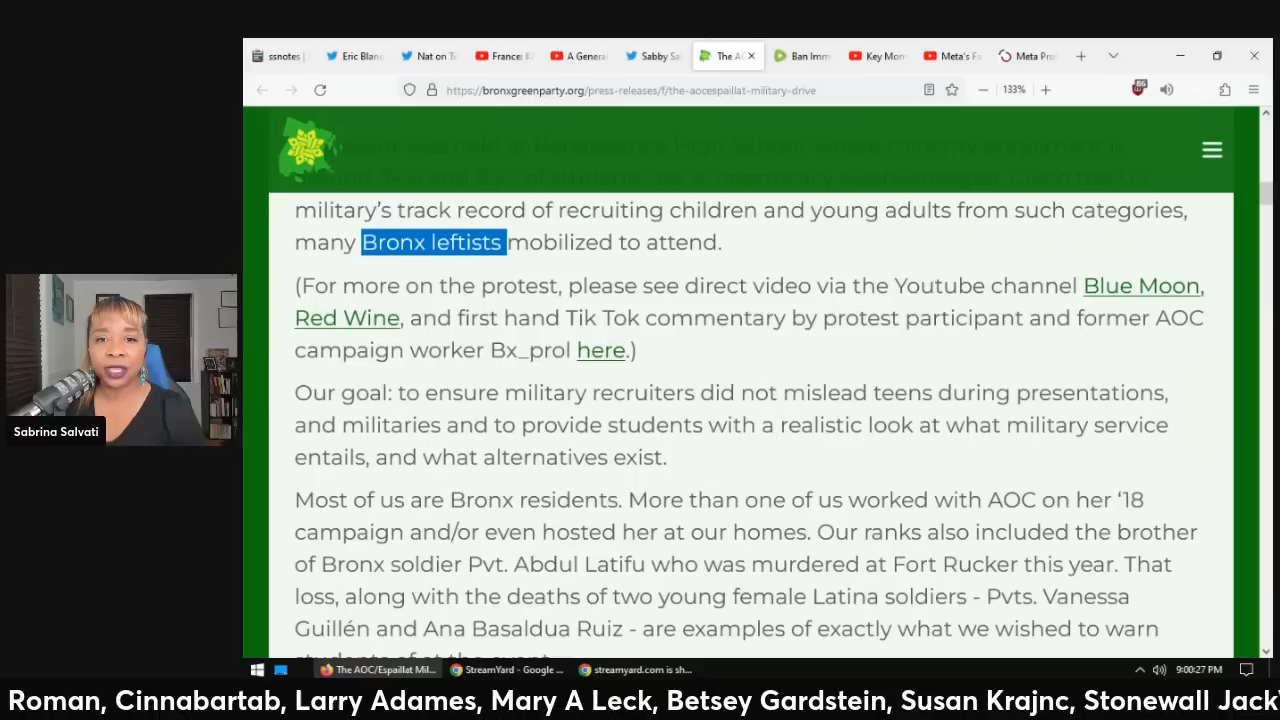 ssnotes
Eric Blanc
Nat on T
France: K
A General
Sabby Sa
The AO
Ban Imm
Key Mom
Meta's Fa
Meta Pro
https://bronxgreenparty.org/press-releases/f/the-aocespaillat-military-drive
133%
86
military's track record of recruiting children and young adults from such categories,
many Bronx leftists mobilized to attend.
(For more on the protest, please see direct video via the Youtube channel Blue Moon,
Red Wine, and first hand Tik Tok commentary by protest participant and former AOC
campaign worker Bx_prol here.)
Our goal: to ensure military recruiters did not mislead teens during presentations,
and militaries and to provide students with a realistic look at what military service
entails, and what alternatives exist.
Most of us are Bronx residents. More than one of us worked with AOC on her ‘18
campaign and/or even hosted her at our homes. Our ranks also included the brother
of Bronx soldier Pvt. Abdul Latifu who was murdered at Fort Rucker this year. That
loss, along with the deaths of two young female Latina soldiers - Pvts. Vanessa
Guillén and Ana Basaldua Ruiz - are examples of exactly what we wished to warn
Sabrina Salvati
The AOC/Espaillat Mil...
StreamYard - Google ...
streamyard.com is sh...
9:00:27 PM
Roman, Cinnabartab, Larry Adames, Mary A Leck, Betsey Gardstein, Susan Krajnc, Stonewall Jack